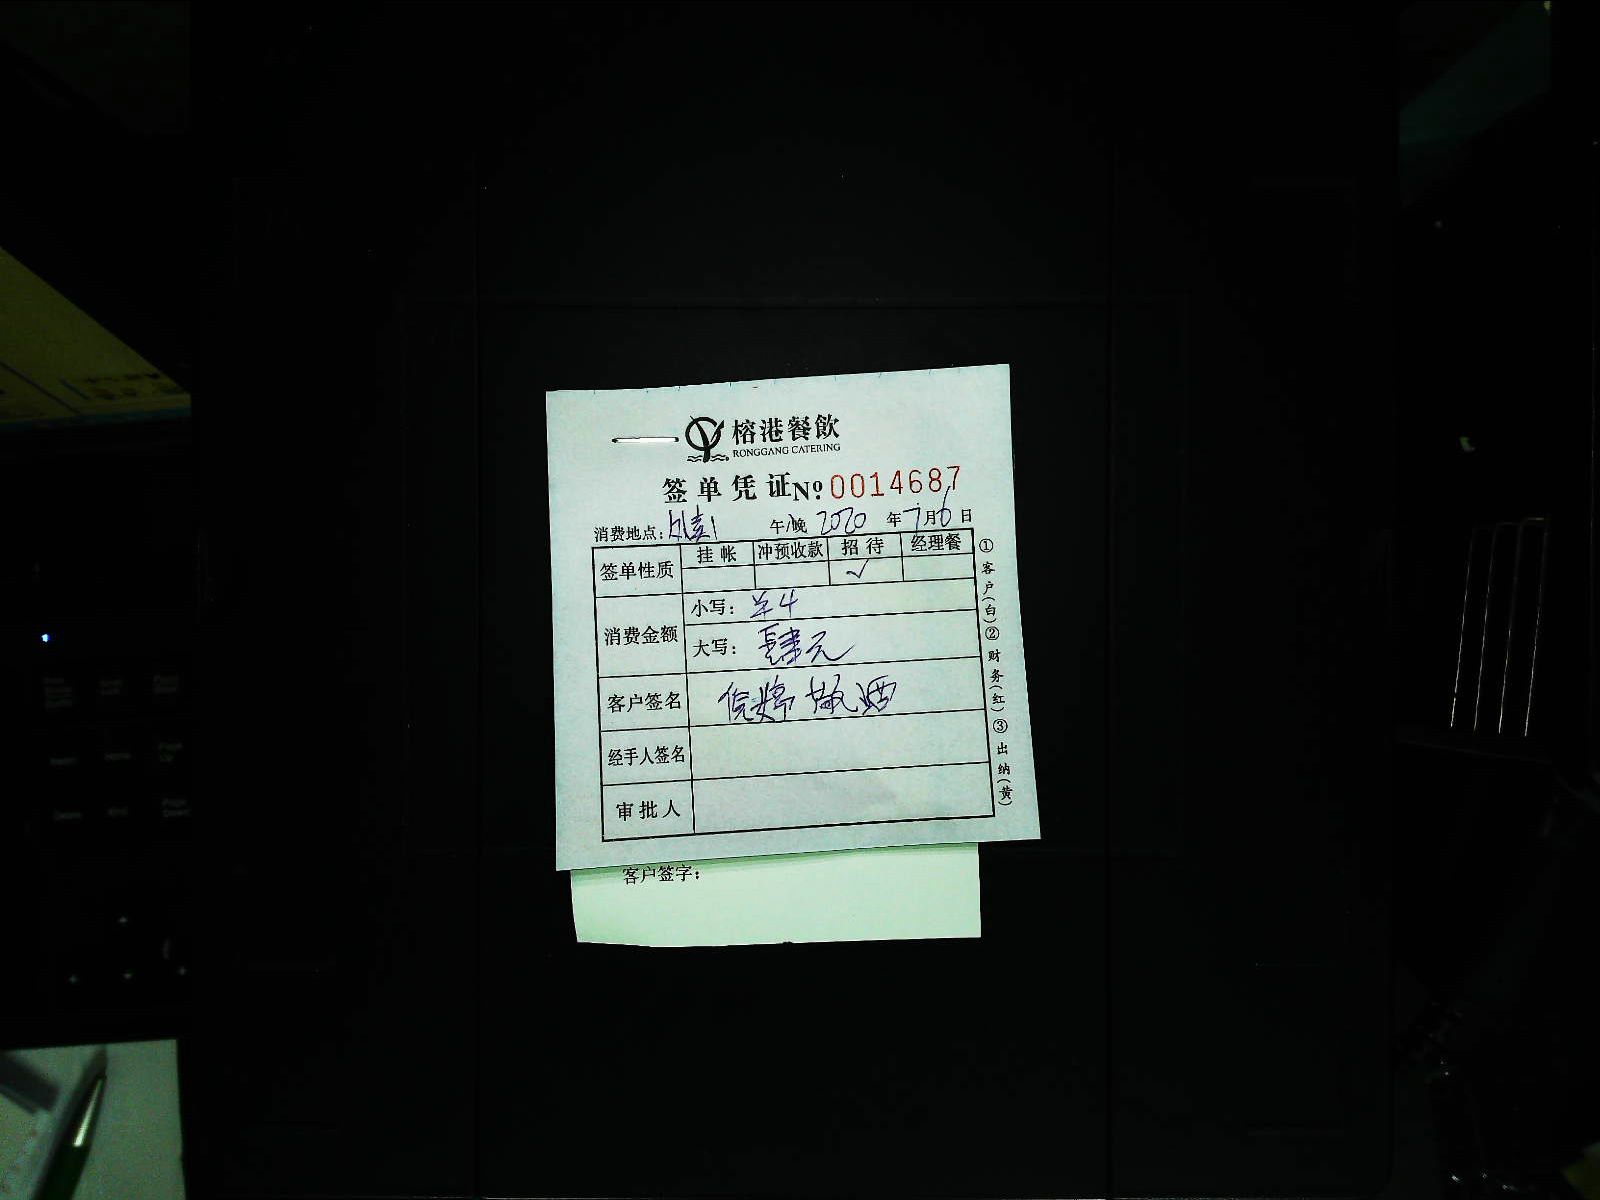 榕港餐飲
RONGGANG CATERING
签单凭证 Nº 0014687
消费地点: 午/晚 2020 年 7 月 6 日
签单性质 挂帐 冲预收款 招待 经理餐
✓
消费金额 小写: 羊4
大写: 肆元
客户签名
经手人签名
审批人
①客户(白)②财务(红)③出纳(黄)
客户签字: